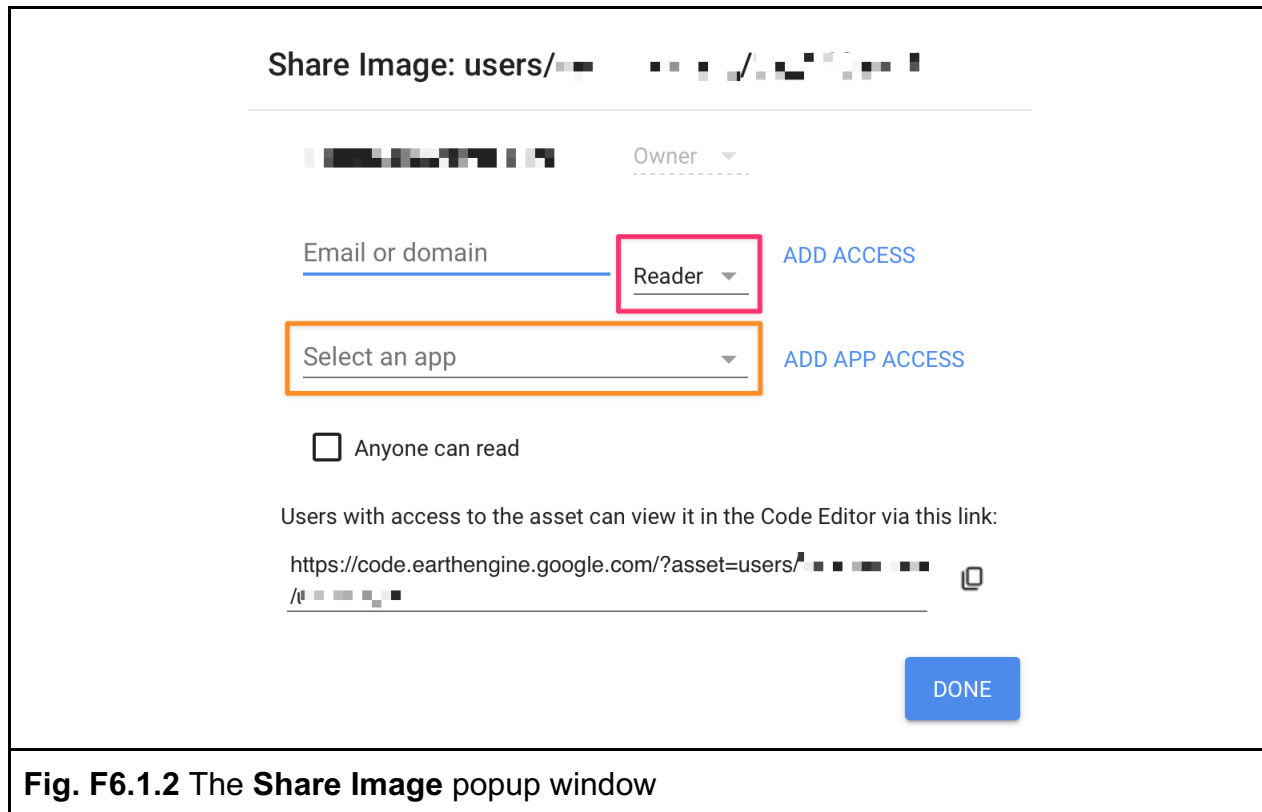 Share Image: users/
Owner
Email or domain
Reader
ADD ACCESS
Select an app
ADD APP ACCESS
Anyone can read
Users with access to the asset can view it in the Code Editor via this link:
https://code.earthengine.google.com/?asset=users/
/
DONE
Fig. F6.1.2 The Share Image popup window